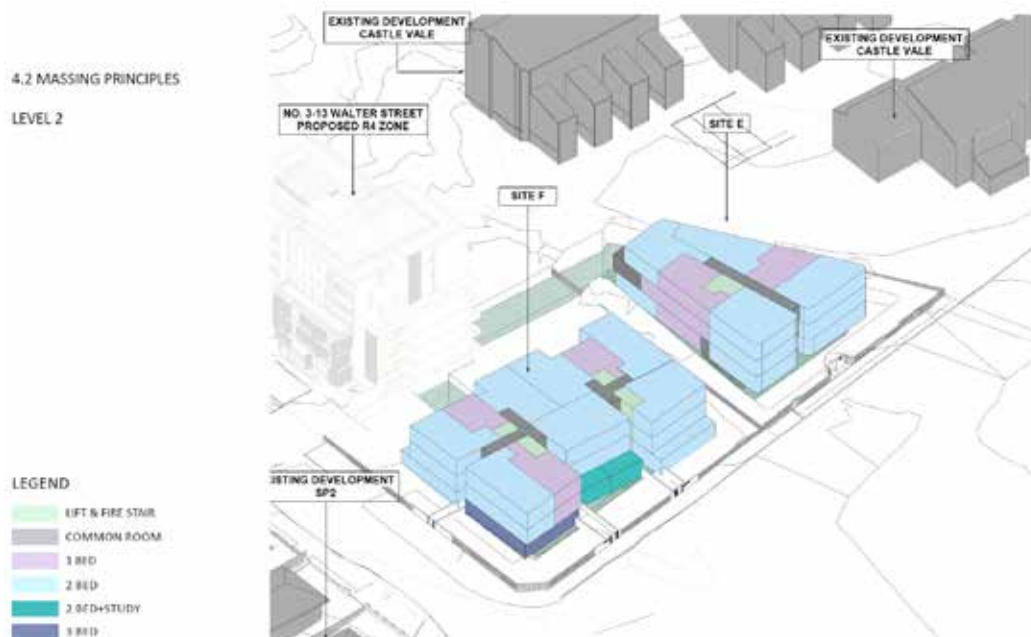 4.2 MASSING PRINCIPLES
LEVEL 2
EXISTING DEVELOPMENT
CASTLE VALE
EXISTING DEVELOPMENT
CASTLE VALE
NO. 3-13 WALTER STREET
PROPOSED R4 ZONE
SITE E
SITE F
ISTING DEVELOPMENT
SP2
LEGEND
LIFT & FIRE STAIR
COMMON ROOM
1 BED
2 BED
2 BED+STUDY
3 BED